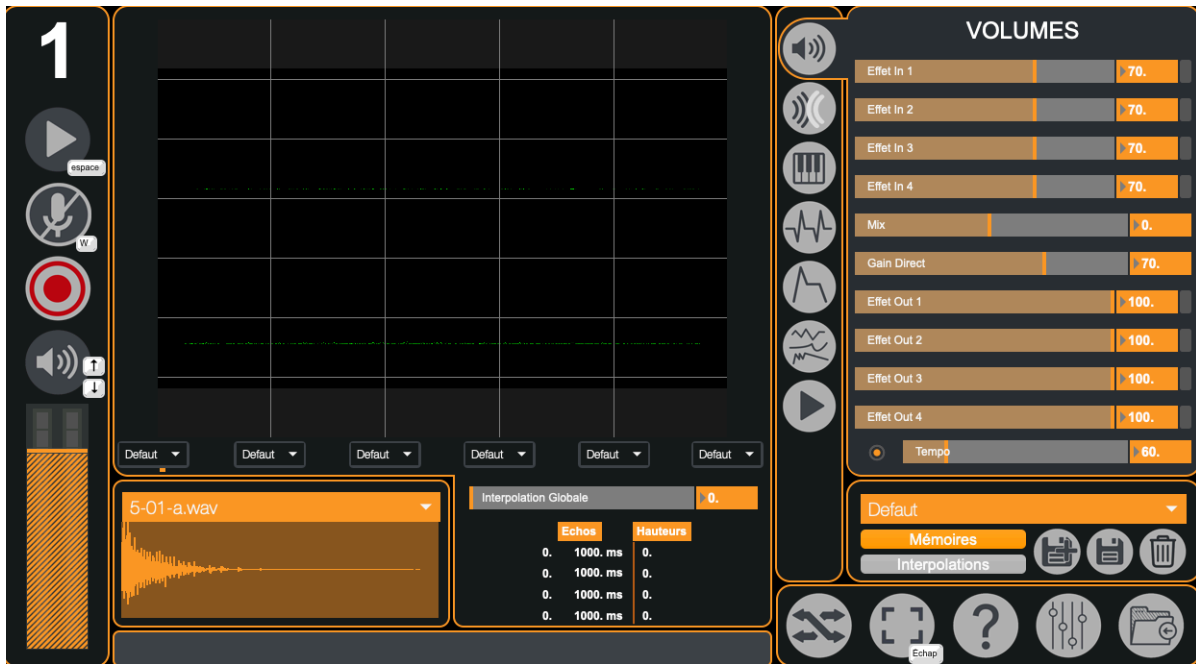 1
espace
W
↑
↓
Defaut
Defaut
Defaut
Defaut
Defaut
Defaut
5-01-a.wav
Interpolation Globale 0.
Echos Hauteurs
0. 1000. ms 0.
0. 1000. ms 0.
0. 1000. ms 0.
0. 1000. ms 0.
VOLUMES
Effet In 1 70.
Effet In 2 70.
Effet In 3 70.
Effet In 4 70.
Mix 0.
Gain Direct 70.
Effet Out 1 100.
Effet Out 2 100.
Effet Out 3 100.
Effet Out 4 100.
Tempo 60.
Defaut
Mémoires
Interpolations
?
Échap